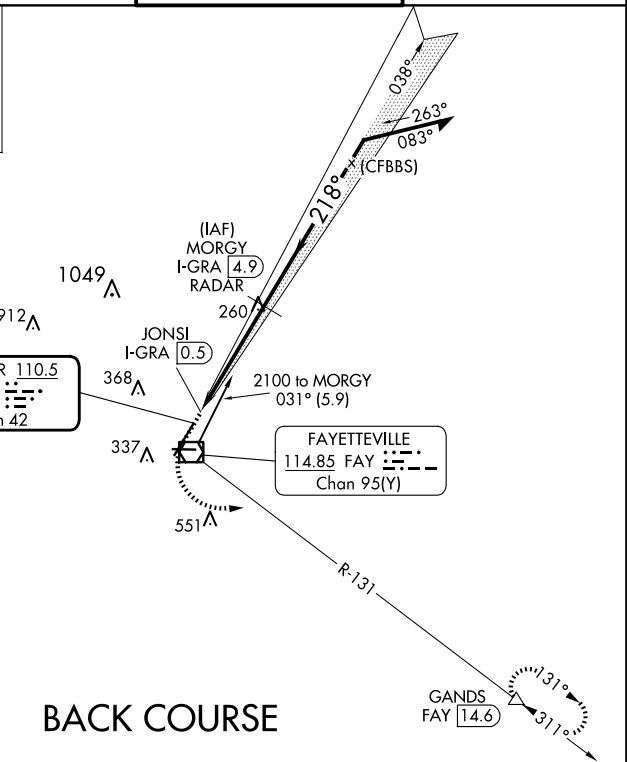 038°
263°
083°
(CFBBS)
218°
(IAF)
MORGY
I-GRA 4.9
RADAR
260
1049
912
JONSI
I-GRA 0.5
368
R 110.5
42
2100 to MORGY
031° (5.9)
337
FAYETTEVILLE
114.85 FAY
Chan 95(Y)
551
R-131
131°
GANDS
FAY 14.6
311°
BACK COURSE